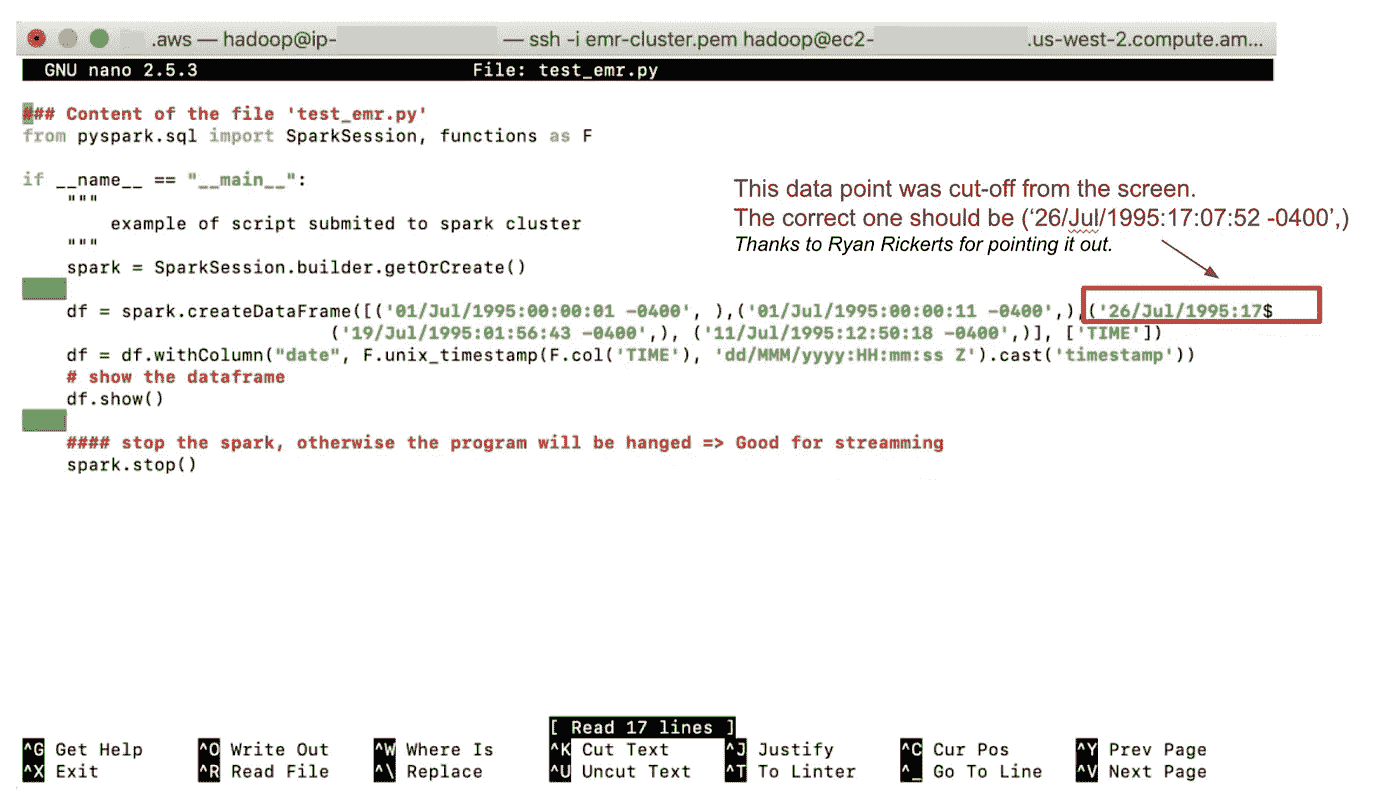 .aws — hadoop@ip- — ssh -i emr-cluster.pem hadoop@ec2- .us-west-2.compute.am...
GNU nano 2.5.3 File: test_emr.py
### Content of the file 'test_emr.py'
from pyspark.sql import SparkSession, functions as F
if __name__ == "__main__":
"""
example of script submited to spark cluster
"""
spark = SparkSession.builder.getOrCreate()
This data point was cut-off from the screen.
The correct one should be (‘26/Jul/1995:17:07:52 -0400’,)
Thanks to Ryan Rickerts for pointing it out.
df = spark.createDataFrame([('01/Jul/1995:00:00:01 -0400', ),('01/Jul/1995:00:00:11 -0400',),('26/Jul/1995:17$
('19/Jul/1995:01:56:43 -0400',), ('11/Jul/1995:12:50:18 -0400',)], ['TIME'])
df = df.withColumn("date", F.unix_timestamp(F.col('TIME'), 'dd/MMM/yyyy:HH:mm:ss Z').cast('timestamp'))
# show the dataframe
df.show()
#### stop the spark, otherwise the program will be hanged => Good for streamming
spark.stop()
[ Read 17 lines ]
^G Get Help ^O Write Out ^W Where Is ^K Cut Text ^J Justify ^C Cur Pos ^Y Prev Page
^X Exit ^R Read File ^\ Replace ^U Uncut Text ^T To Linter ^_ Go To Line ^V Next Page